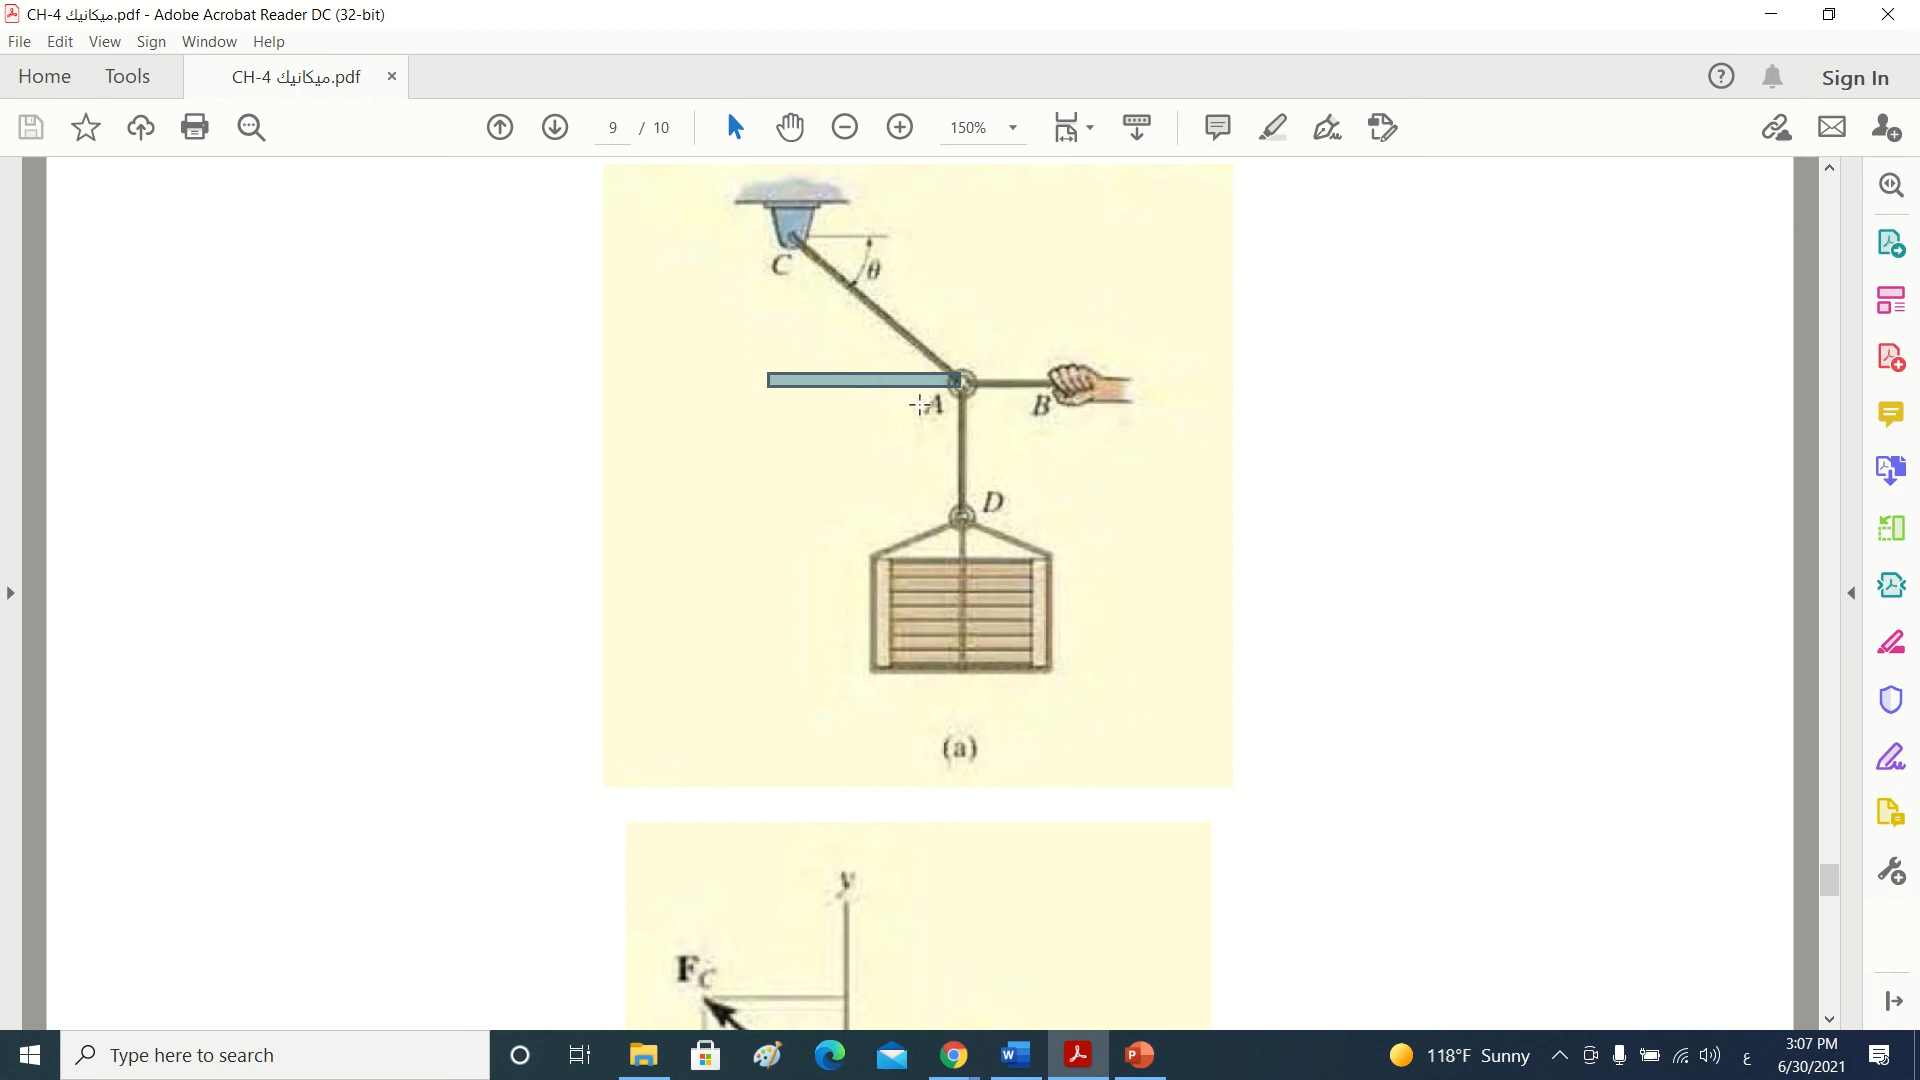 CH-4 ميكانيك.pdf - Adobe Acrobat Reader DC (32-bit)
File Edit View Sign Window Help
Home Tools CH-4 ميكانيك.pdf × Sign In
9 / 10 150%
C
θ
A B
D
(a)
y
F_C
Type here to search
118°F Sunny ع 3:07 PM
6/30/2021